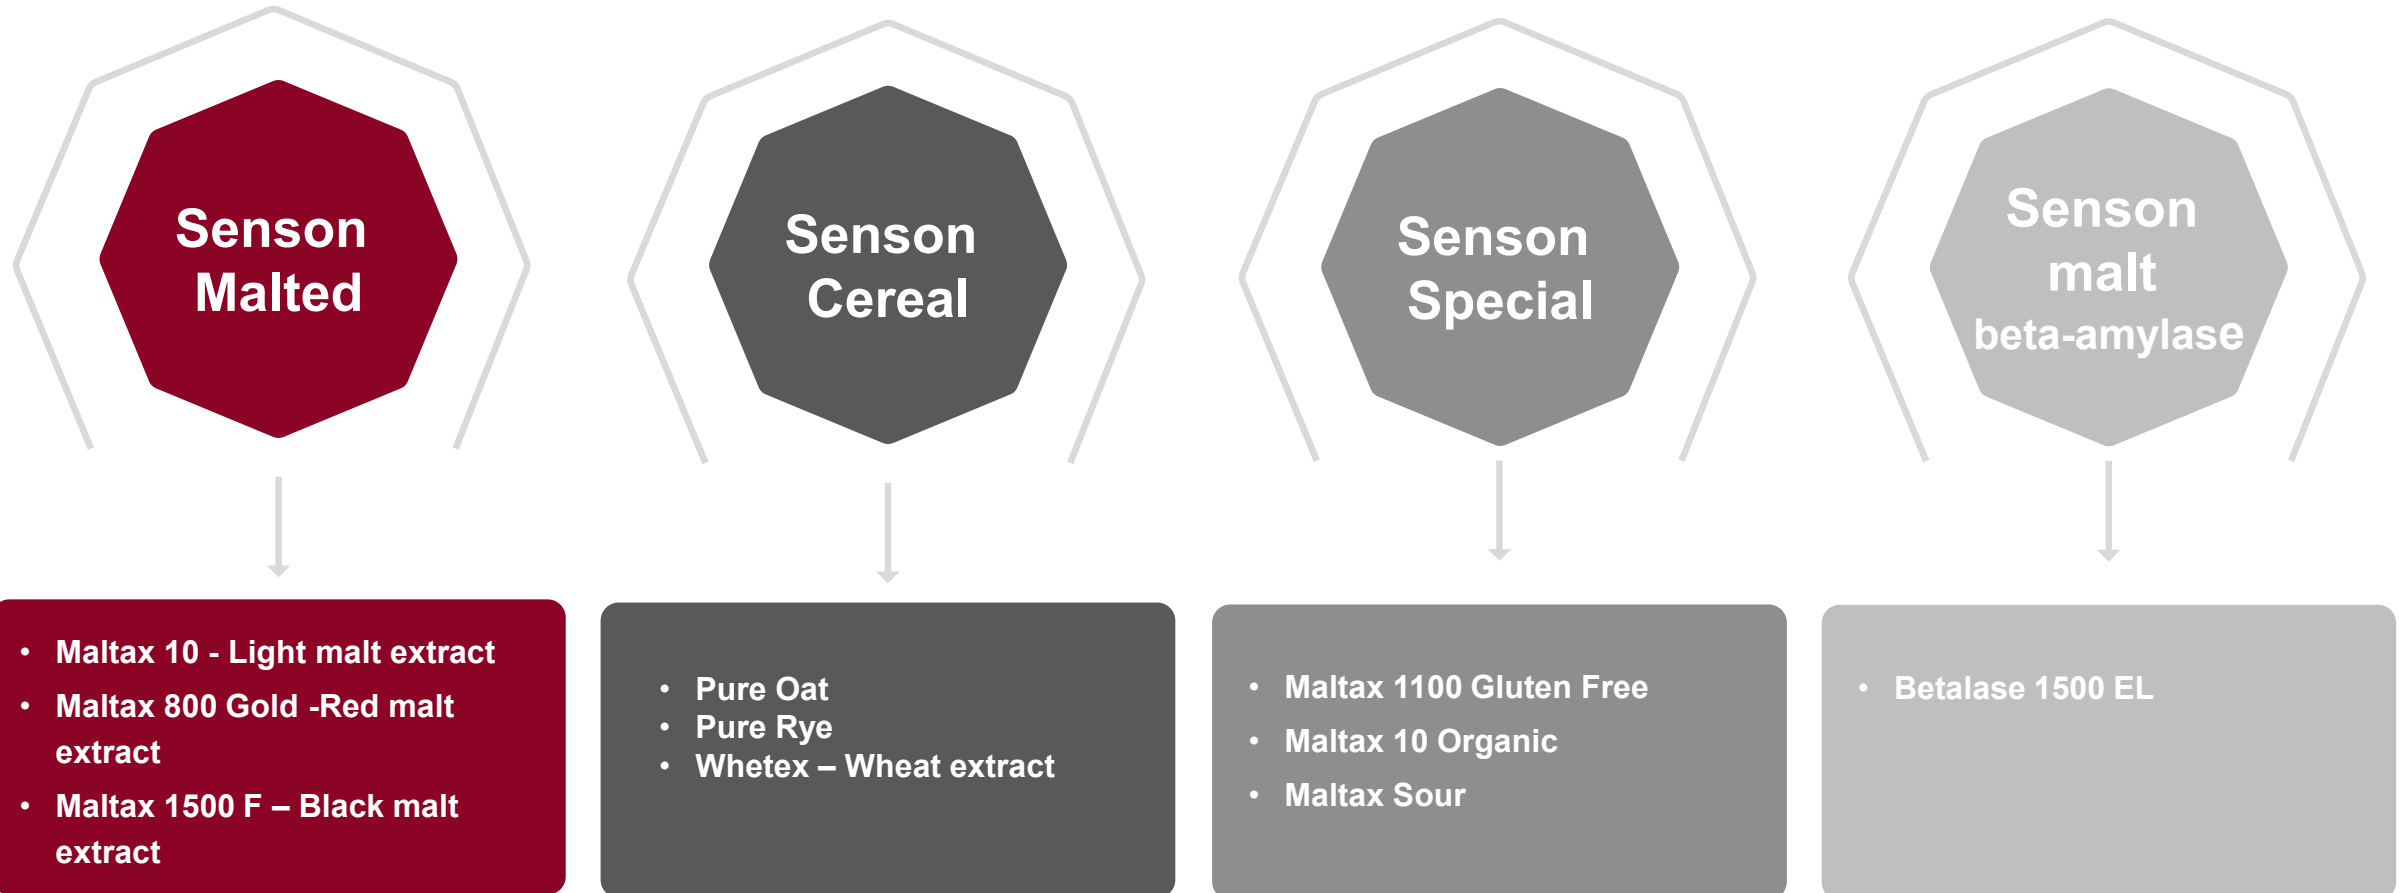 Senson
Malted
Senson
Cereal
Senson
Special
Senson
malt
beta-amylase
• Maltax 10 - Light malt extract
• Maltax 800 Gold -Red malt
extract
• Maltax 1500 F – Black malt
extract
• Pure Oat
• Pure Rye
• Whetex – Wheat extract
• Maltax 1100 Gluten Free
• Maltax 10 Organic
• Maltax Sour
• Betalase 1500 EL